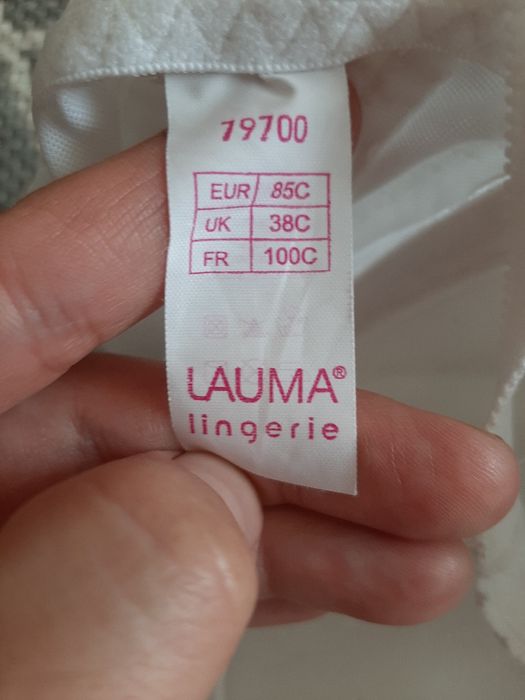 79700
EUR 85C
UK 38C
FR 100C
LAUMA®
lingerie